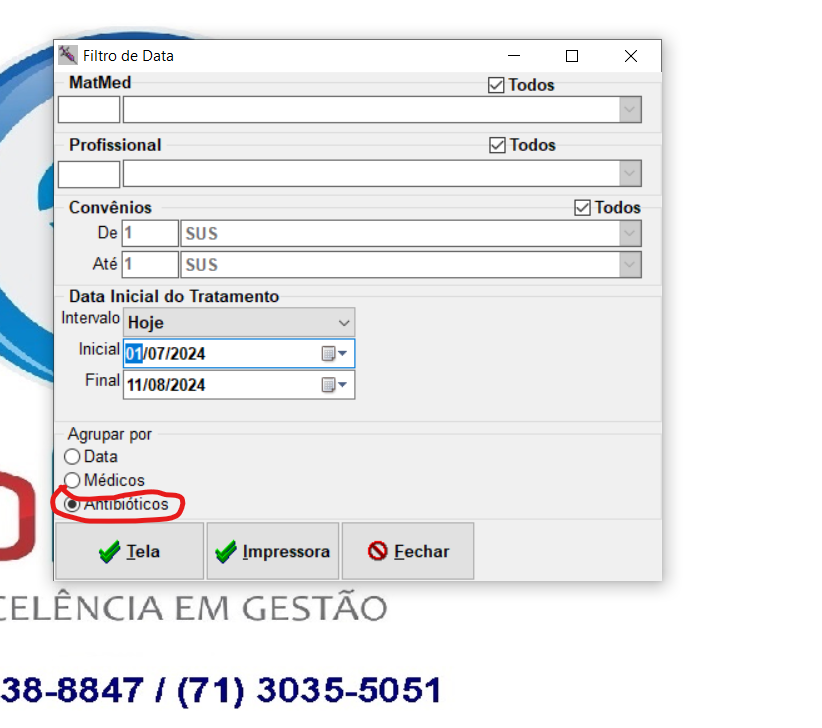 Filtro de Data
MatMed
Todos
Profissional
Todos
Convênios
Todos
De 1 SUS
Até 1 SUS
Data Inicial do Tratamento
Intervalo Hoje
Inicial 01/07/2024
Final 11/08/2024
Agrupar por
Data
Médicos
Antibióticos
Tela Impressora Fechar
CELÊNCIA EM GESTÃO
38-8847 / (71) 3035-5051